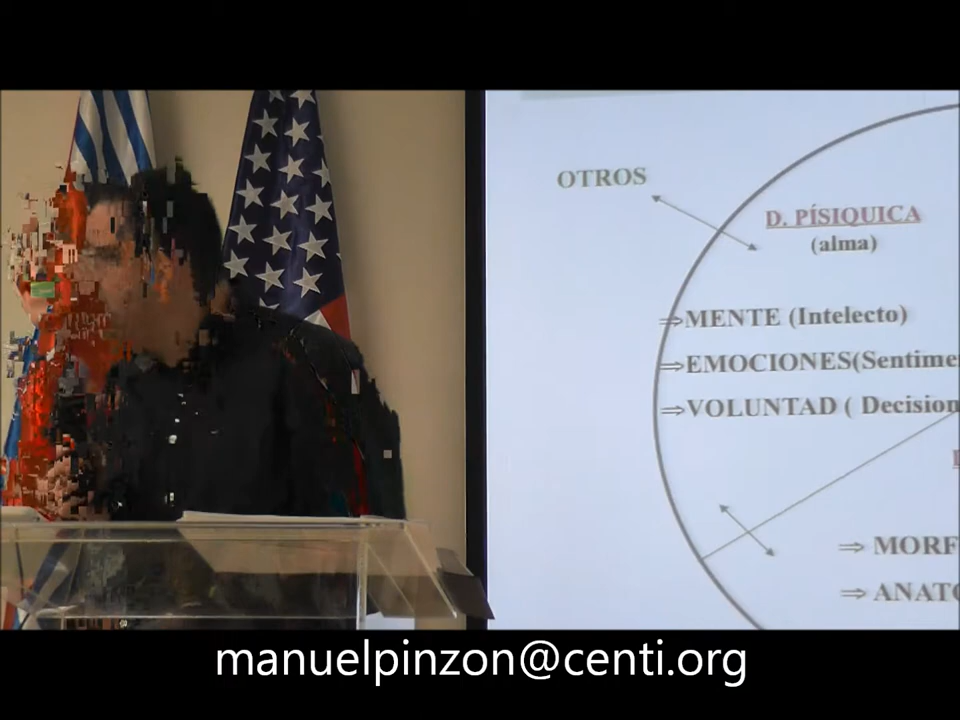 OTROS
D. PÍSIQUICA
(alma)
⇒MENTE (Intelecto)
⇒EMOCIONES(Sentime
⇒VOLUNTAD ( Decision
⇒ MORF
⇒ ANATO
manuelpinzon@centi.org